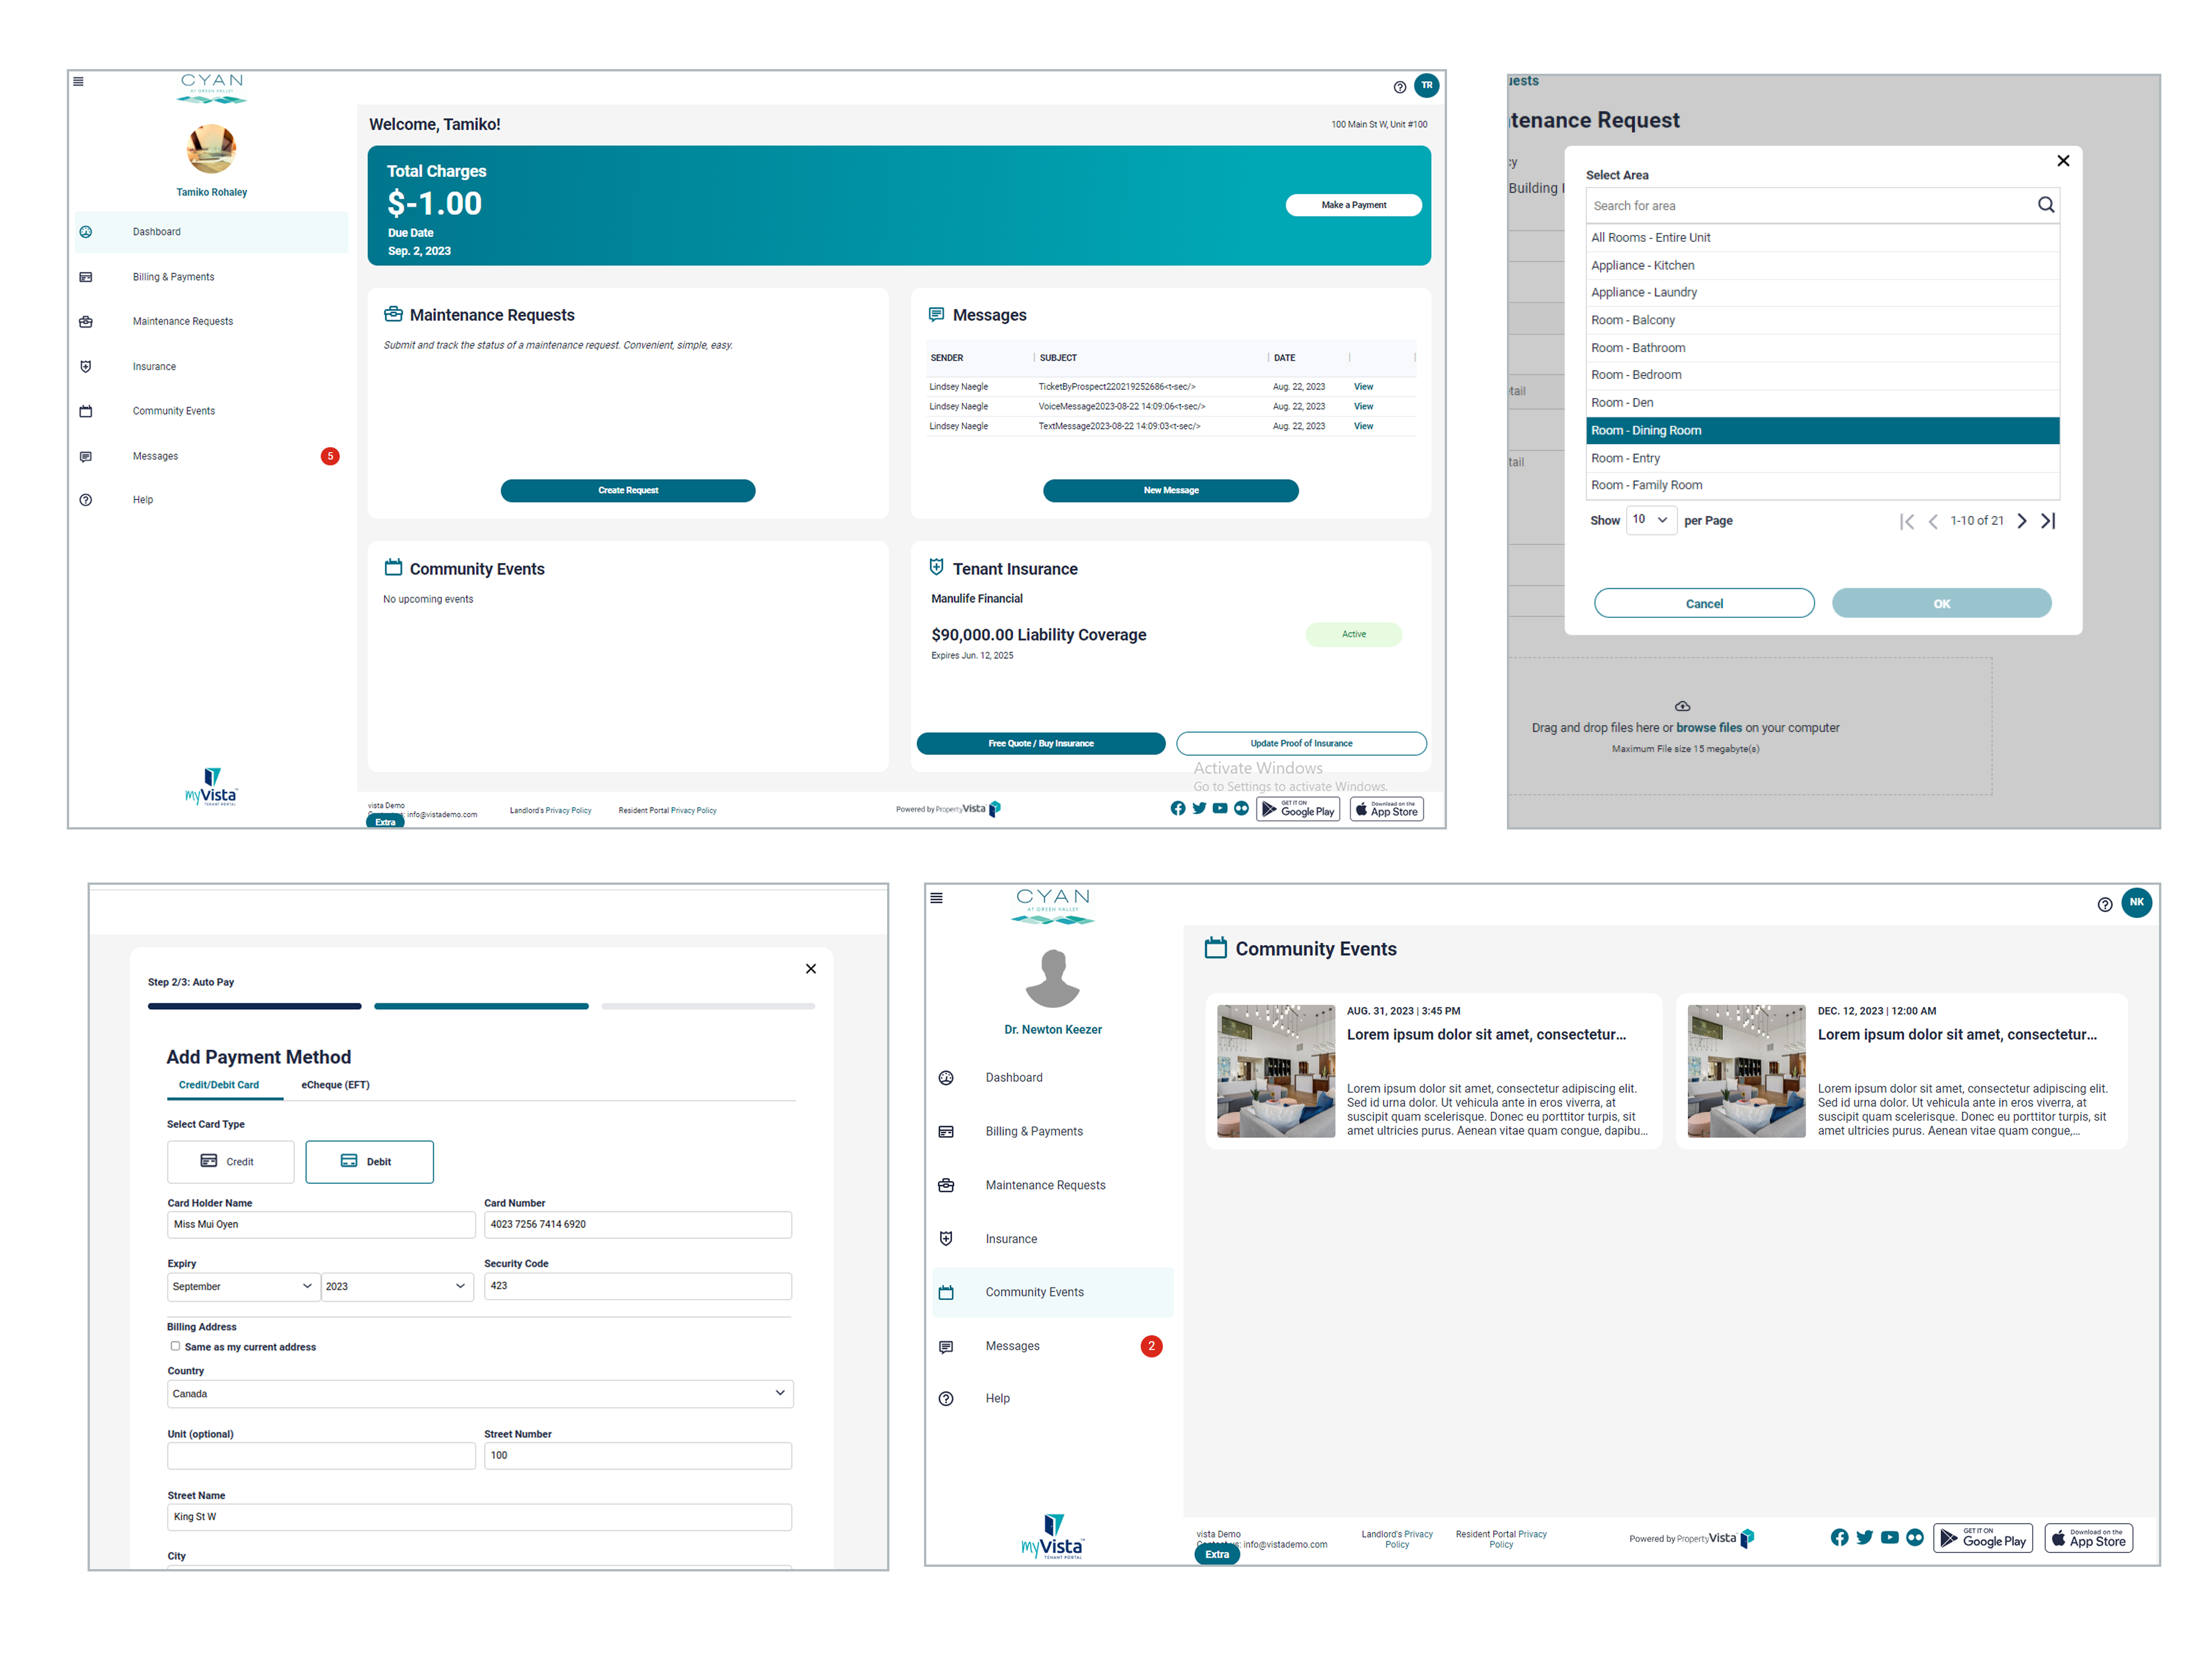 CYAN
AT GREEN VALLEY
TR
Tamiko Rohaley
Dashboard
Billing & Payments
Maintenance Requests
Insurance
Community Events
Messages
5
Help
myVista
TENANT PORTAL
Welcome, Tamiko!
100 Main St W, Unit #100
Total Charges
$-1.00
Due Date
Sep. 2, 2023
Make a Payment
Maintenance Requests
Submit and track the status of a maintenance request. Convenient, simple, easy.
Create Request
Messages
SENDER SUBJECT DATE
Lindsey Naegle TicketByProspect220219252686<t-sec/> Aug. 22, 2023 View
Lindsey Naegle VoiceMessage2023-08-22 14:09:06<t-sec/> Aug. 22, 2023 View
Lindsey Naegle TextMessage2023-08-22 14:09:03<t-sec/> Aug. 22, 2023 View
New Message
Community Events
No upcoming events
Tenant Insurance
Manulife Financial
$90,000.00 Liability Coverage
Active
Expires Jun. 12, 2025
Free Quote / Buy Insurance
Update Proof of Insurance
Activate Windows
Go to Settings to activate Windows.
vista Demo
info@vistademo.com
Extra
Landlord's Privacy Policy
Resident Portal Privacy Policy
Powered by PropertyVista
GET IT ON
Google Play
Download on the
App Store
uests
tenance Request
cy
Building
tail
tail
Select Area
Search for area
All Rooms - Entire Unit
Appliance - Kitchen
Appliance - Laundry
Room - Balcony
Room - Bathroom
Room - Bedroom
Room - Den
Room - Dining Room
Room - Entry
Room - Family Room
Show 10 per Page
1-10 of 21
Cancel
OK
Drag and drop files here or browse files on your computer
Maximum File size 15 megabyte(s)
Step 2/3: Auto Pay
Add Payment Method
Credit/Debit Card
eCheque (EFT)
Select Card Type
Credit
Debit
Card Holder Name
Miss Mui Oyen
Card Number
4023 7256 7414 6920
Expiry
September
2023
Security Code
423
Billing Address
Same as my current address
Country
Canada
Unit (optional)
Street Number
100
Street Name
King St W
City
CYAN
AT GREEN VALLEY
NK
Dr. Newton Keezer
Dashboard
Billing & Payments
Maintenance Requests
Insurance
Community Events
Messages
2
Help
myVista
TENANT PORTAL
Community Events
AUG. 31, 2023 | 3:45 PM
Lorem ipsum dolor sit amet, consectetur...
Lorem ipsum dolor sit amet, consectetur adipiscing elit.
Sed id urna dolor. Ut vehicula ante in eros viverra, at
suscipit quam scelerisque. Donec eu porttitor turpis, sit
amet ultricies purus. Aenean vitae quam congue, dapibu...
DEC. 12, 2023 | 12:00 AM
Lorem ipsum dolor sit amet, consectetur...
Lorem ipsum dolor sit amet, consectetur adipiscing elit.
Sed id urna dolor. Ut vehicula ante in eros viverra, at
suscipit quam scelerisque. Donec eu porttitor turpis, sit
amet ultricies purus. Aenean vitae quam congue,...
vista Demo
info@vistademo.com
Extra
Landlord's Privacy
Policy
Resident Portal Privacy
Policy
Powered by PropertyVista
GET IT ON
Google Play
Download on the
App Store